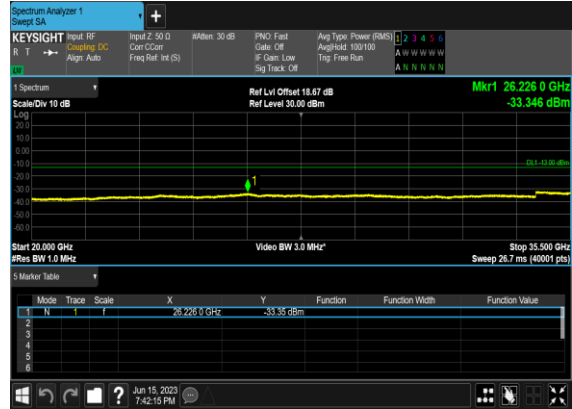 Spectrum Analyzer 1
Swept SA
+
KEYSIGHT Input: RF Input Z: 50 Ω #Atten: 30 dB PNO: Fast Avg Type: Power (RMS) 1 2 3 4 5 6
R T Coupling: DC Corr CCorr Gate: Off Avg|Hold: 100/100 A W W W W W
Align: Auto Freq Ref: Int (S) IF Gain: Low Trig: Free Run
Sig Track: Off A N N N N N
1 Spectrum Ref Lvl Offset 18.67 dB Mkr1 26.226 0 GHz
Scale/Div 10 dB Ref Level 30.00 dBm -33.346 dBm
Log
20.0
10.0
0.00
-10.0
DL1 -13.00 dBm
-20.0
1
-30.0
-40.0
-50.0
-60.0
Start 20.000 GHz Video BW 3.0 MHz* Stop 35.500 GHz
#Res BW 1.0 MHz Sweep 26.7 ms (40001 pts)
5 Marker Table
Mode Trace Scale X Y Function Function Width Function Value
1 N 1 f 26.226 0 GHz -33.35 dBm
2
3
4
5
6
? Jun 15, 2023
7:42:15 PM